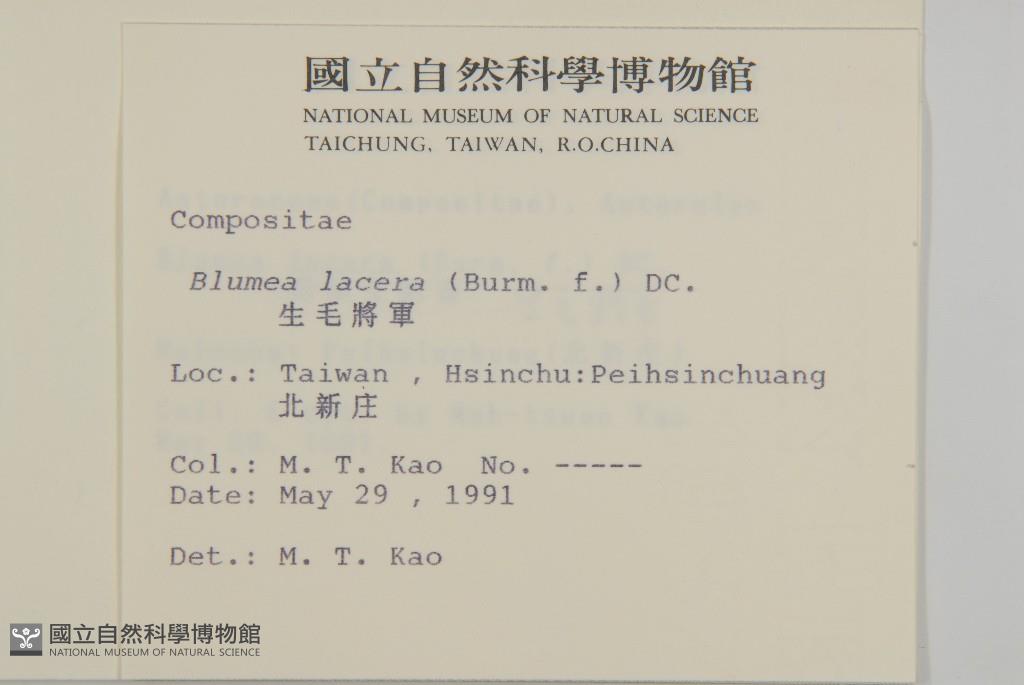 國立自然科學博物館
NATIONAL MUSEUM OF NATURAL SCIENCE
TAICHUNG, TAIWAN, R.O.CHINA
Compositae
Blumea lacera (Burm. f.) DC.
生毛將軍
Loc.: Taiwan , Hsinchu:Peihsinchuang
北新庄
Col.: M. T. Kao No. -----
Date: May 29 , 1991
Det.: M. T. Kao
國立自然科學博物館
NATIONAL MUSEUM OF NATURAL SCIENCE